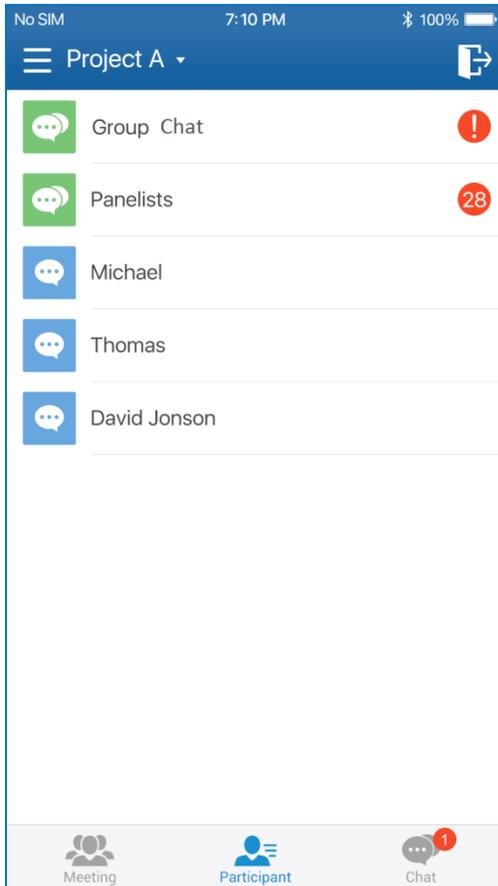 No SIM 7:10 PM 100%
Project A
Group Chat !
Panelists 28
Michael
Thomas
David Jonson
1
Meeting Participant Chat